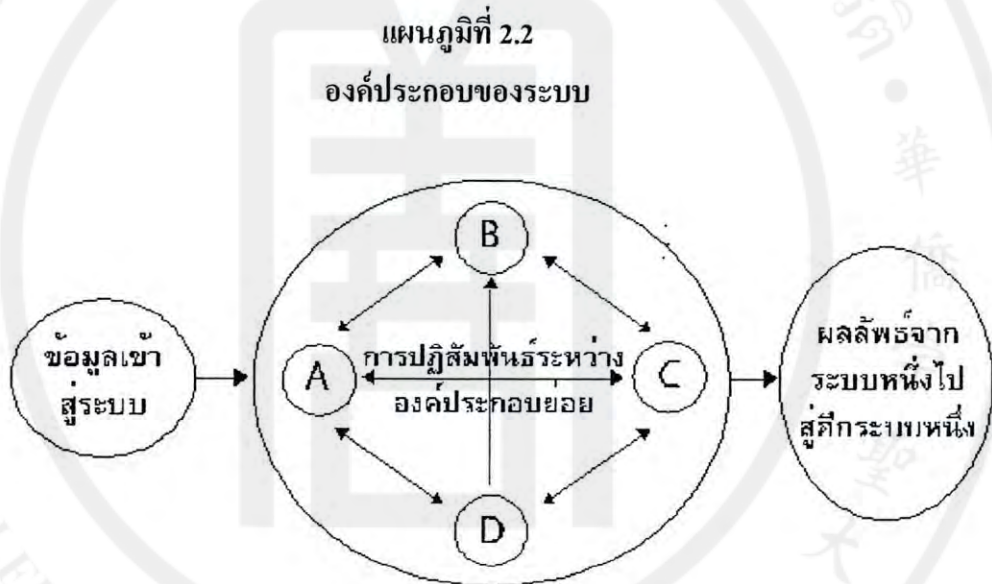 แผนภูมิที่ 2.2
องค์ประกอบของระบบ
B
ข้อมูลเข้า
สู่ระบบ
A
การปฏิสัมพันธ์ระหว่าง
องค์ประกอบยอย
C
D
ผลลัพธ์จาก
ระบบหนึ่งไป
สู่อีกระบบหนึ่ง
華
僑
聖
大